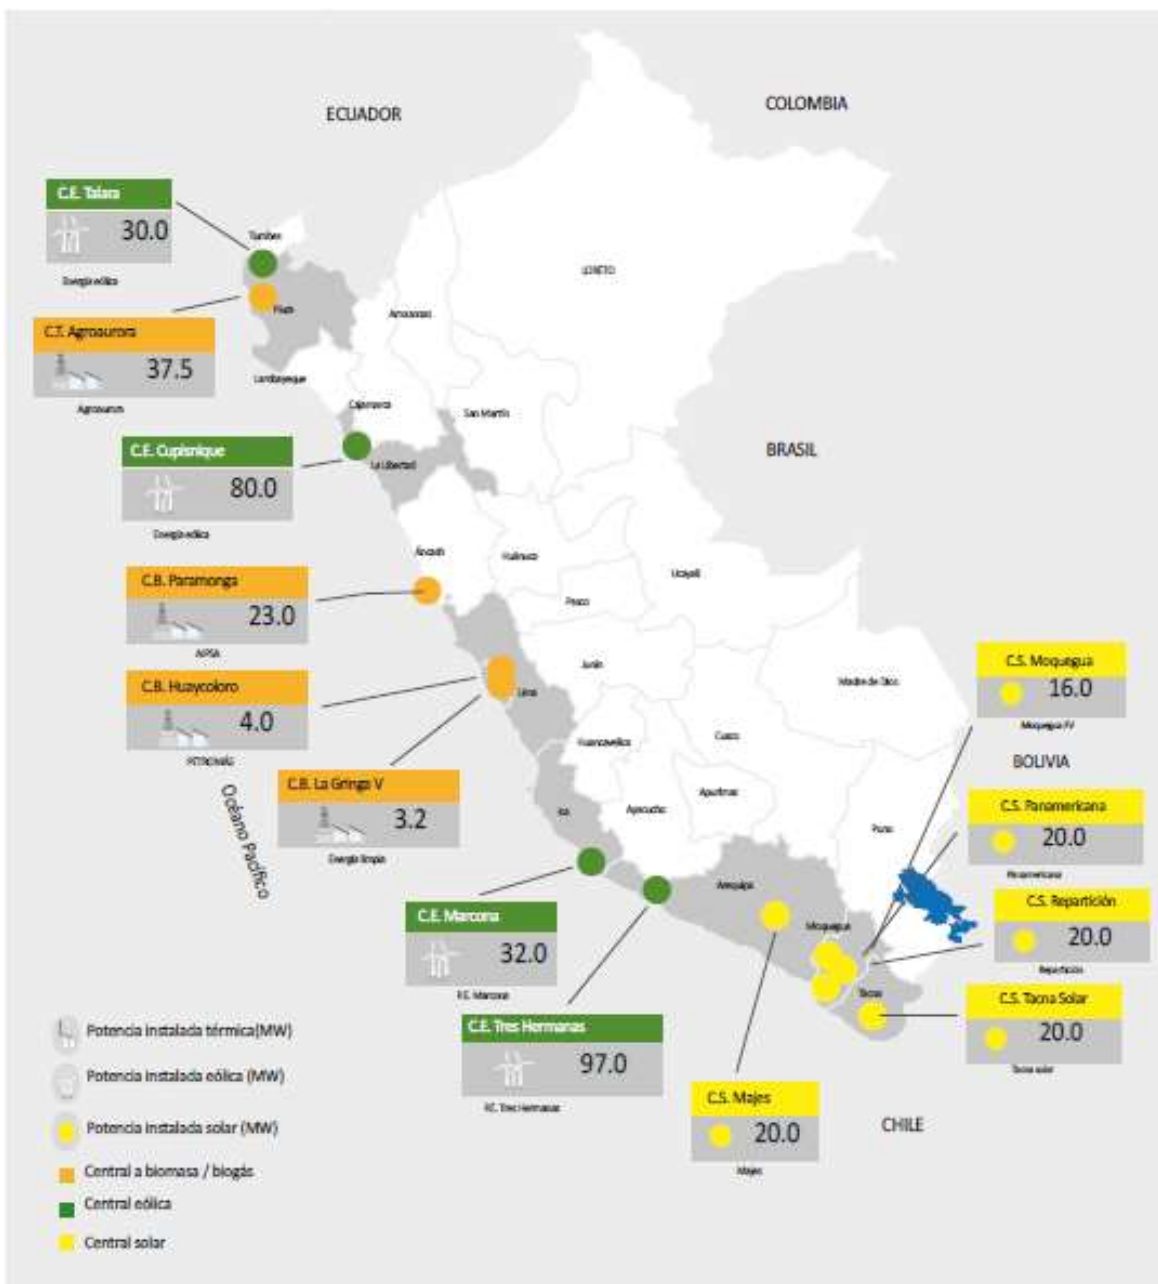 ECUADOR
COLOMBIA
C.E. Talara
30.0
Energía eólica
Tumbes
LORETO
Piura
Amazonas
C.T. Agroaurora
37.5
Agroaurora
Lambayeque
Cajamarca
San Martín
C.E. Cupisnique
80.0
Energía eólica
La Libertad
BRASIL
Áncash
Huánuco
Ucayali
C.B. Paramonga
23.0
AIPSA
Pasco
Junín
C.B. Huaycoloro
4.0
PETRAMÁS
Lima
Madre de Dios
C.S. Moquegua
16.0
Moquegua FV
Huancavelica
Cusco
BOLIVIA
C.B. La Gringa V
3.2
Energía limpia
Océano Pacífico
Ica
Ayacucho
Apurímac
Puno
C.S. Panamericana
20.0
Panamericana
Arequipa
C.S. Repartición
20.0
Repartición
C.E. Marcona
32.0
P.E. Marcona
Moquegua
Tacna
C.S. Tacna Solar
20.0
Tacna solar
C.E. Tres Hermanas
97.0
P.E. Tres Hermanas
C.S. Majes
20.0
Majes
CHILE
Potencia instalada térmica(MW)
Potencia instalada eólica (MW)
Potencia instalada solar (MW)
Central a biomasa / biogás
Central eólica
Central solar